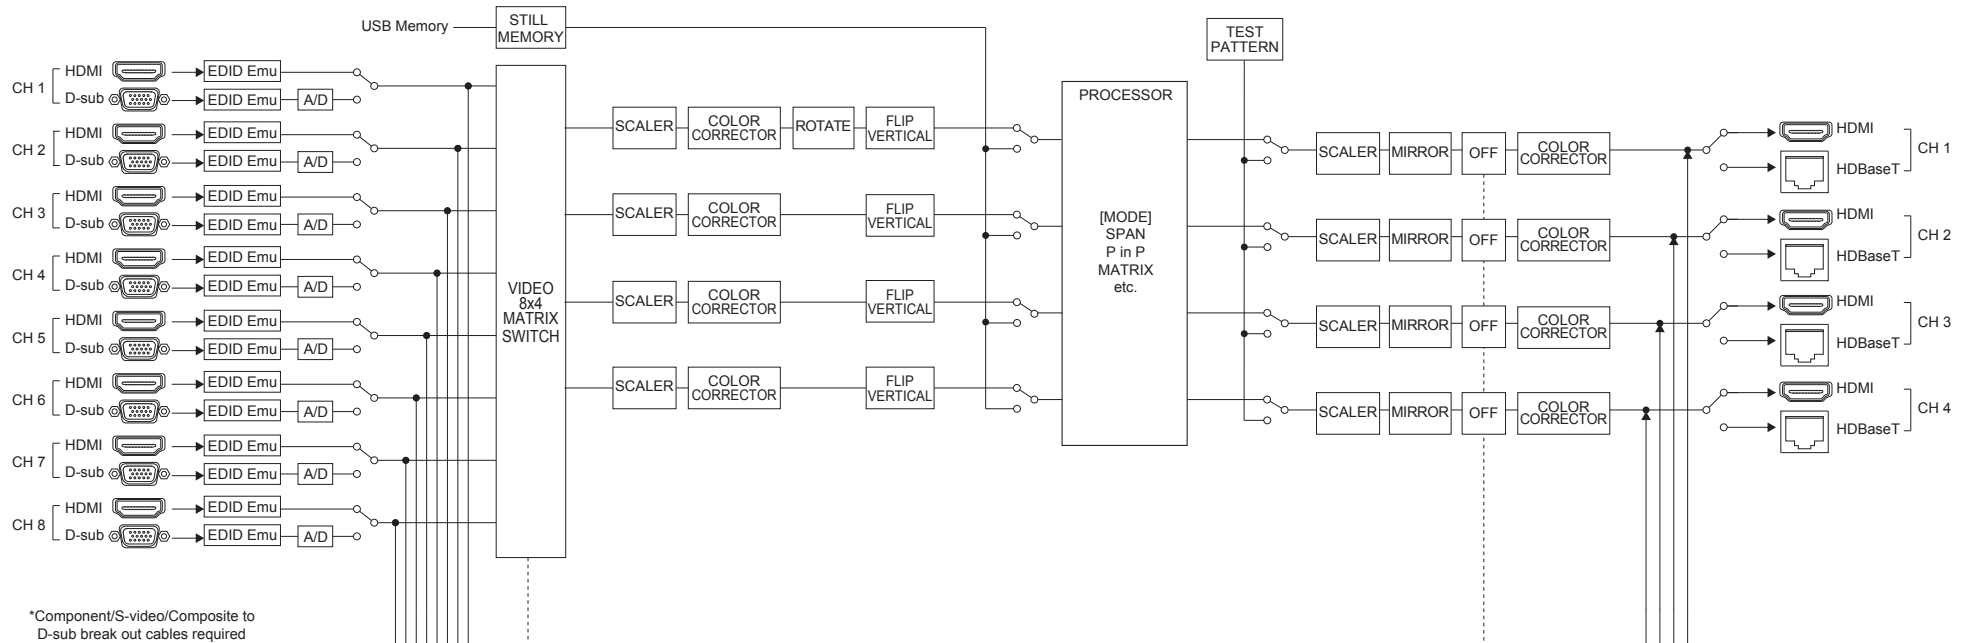 USB Memory
STILL
MEMORY
TEST
PATTERN
CH 1
HDMI
EDID Emu
D-sub
EDID Emu
A/D
CH 2
HDMI
EDID Emu
D-sub
EDID Emu
A/D
CH 3
HDMI
EDID Emu
D-sub
EDID Emu
A/D
CH 4
HDMI
EDID Emu
D-sub
EDID Emu
A/D
CH 5
HDMI
EDID Emu
D-sub
EDID Emu
A/D
CH 6
HDMI
EDID Emu
D-sub
EDID Emu
A/D
CH 7
HDMI
EDID Emu
D-sub
EDID Emu
A/D
CH 8
HDMI
EDID Emu
D-sub
EDID Emu
A/D
*Component/S-video/Composite to
D-sub break out cables required
VIDEO
8x4
MATRIX
SWITCH
SCALER
COLOR
CORRECTOR
ROTATE
FLIP
VERTICAL
SCALER
COLOR
CORRECTOR
FLIP
VERTICAL
SCALER
COLOR
CORRECTOR
FLIP
VERTICAL
SCALER
COLOR
CORRECTOR
FLIP
VERTICAL
PROCESSOR
[MODE]
SPAN
P in P
MATRIX
etc.
SCALER
MIRROR
OFF
COLOR
CORRECTOR
HDMI
HDBaseT
CH 1
SCALER
MIRROR
OFF
COLOR
CORRECTOR
HDMI
HDBaseT
CH 2
SCALER
MIRROR
OFF
COLOR
CORRECTOR
HDMI
HDBaseT
CH 3
SCALER
MIRROR
OFF
COLOR
CORRECTOR
HDMI
HDBaseT
CH 4